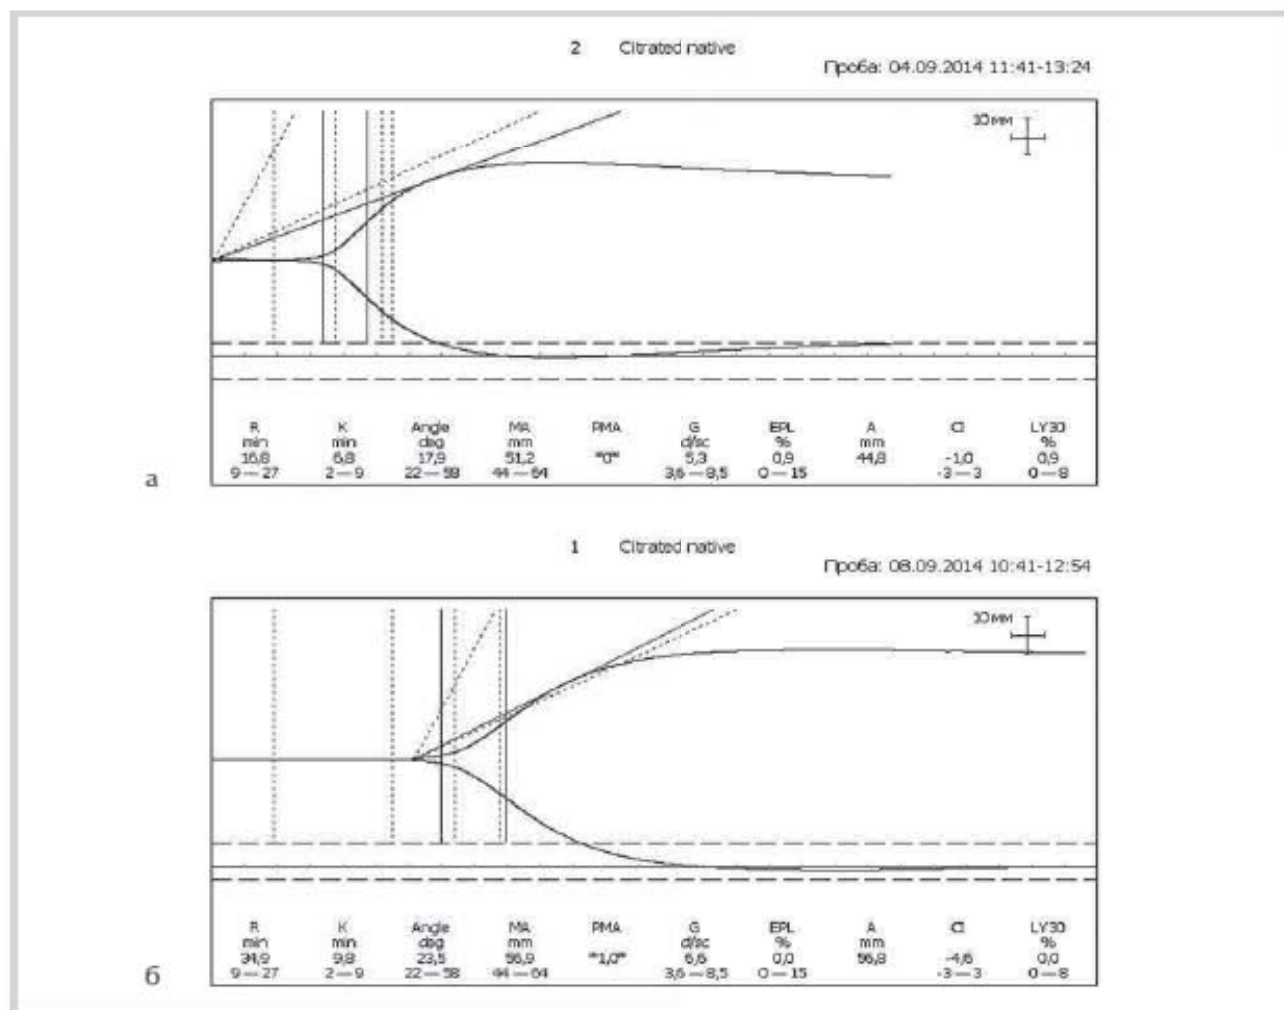 2 Citrated native
Проба: 04.09.2014 11:41-13:24
10 мм
R K Angle MA PMA G EPL A CI LY30
min min deg mm d/sc % mm %
16,8 6,8 17,9 51,2 *0* 5,3 0,9 44,8 -1,0 0,9
9—27 2—9 22—58 44—64 3,6—8,5 0—15 -3—3 0—8
а
1 Citrated native
Проба: 08.09.2014 10:41-12:54
10 мм
R K Angle MA PMA G EPL A CI LY30
min min deg mm d/sc % mm %
34,9 9,8 23,5 56,9 *1,0* 6,6 0,0 56,8 -4,6 0,0
9—27 2—9 22—58 44—64 3,6—8,5 0—15 -3—3 0—8
б